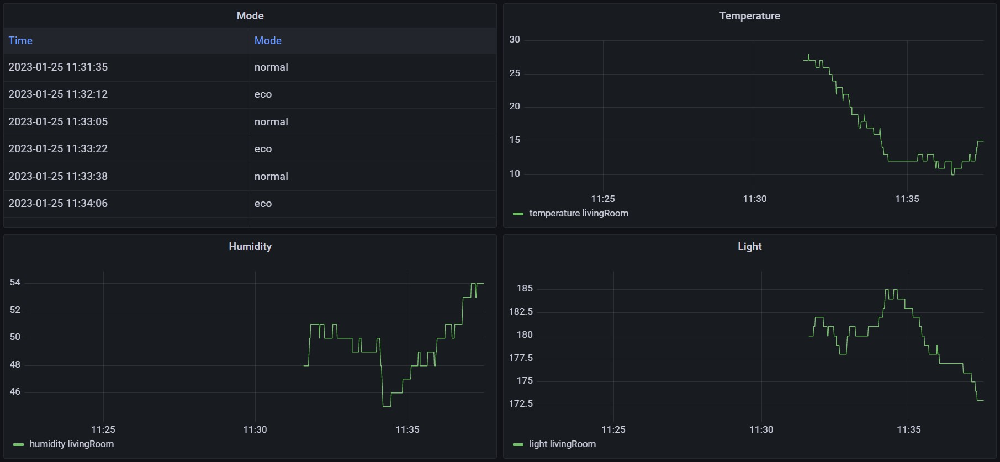 Mode
Time Mode
2023-01-25 11:31:35 normal
2023-01-25 11:32:12 eco
2023-01-25 11:33:05 normal
2023-01-25 11:33:22 eco
2023-01-25 11:33:38 normal
2023-01-25 11:34:06 eco
Temperature
30
25
20
15
10
11:25 11:30 11:35
temperature livingRoom
Humidity
54
52
50
48
46
11:25 11:30 11:35
humidity livingRoom
Light
185
182.5
180
177.5
175
172.5
11:25 11:30 11:35
light livingRoom